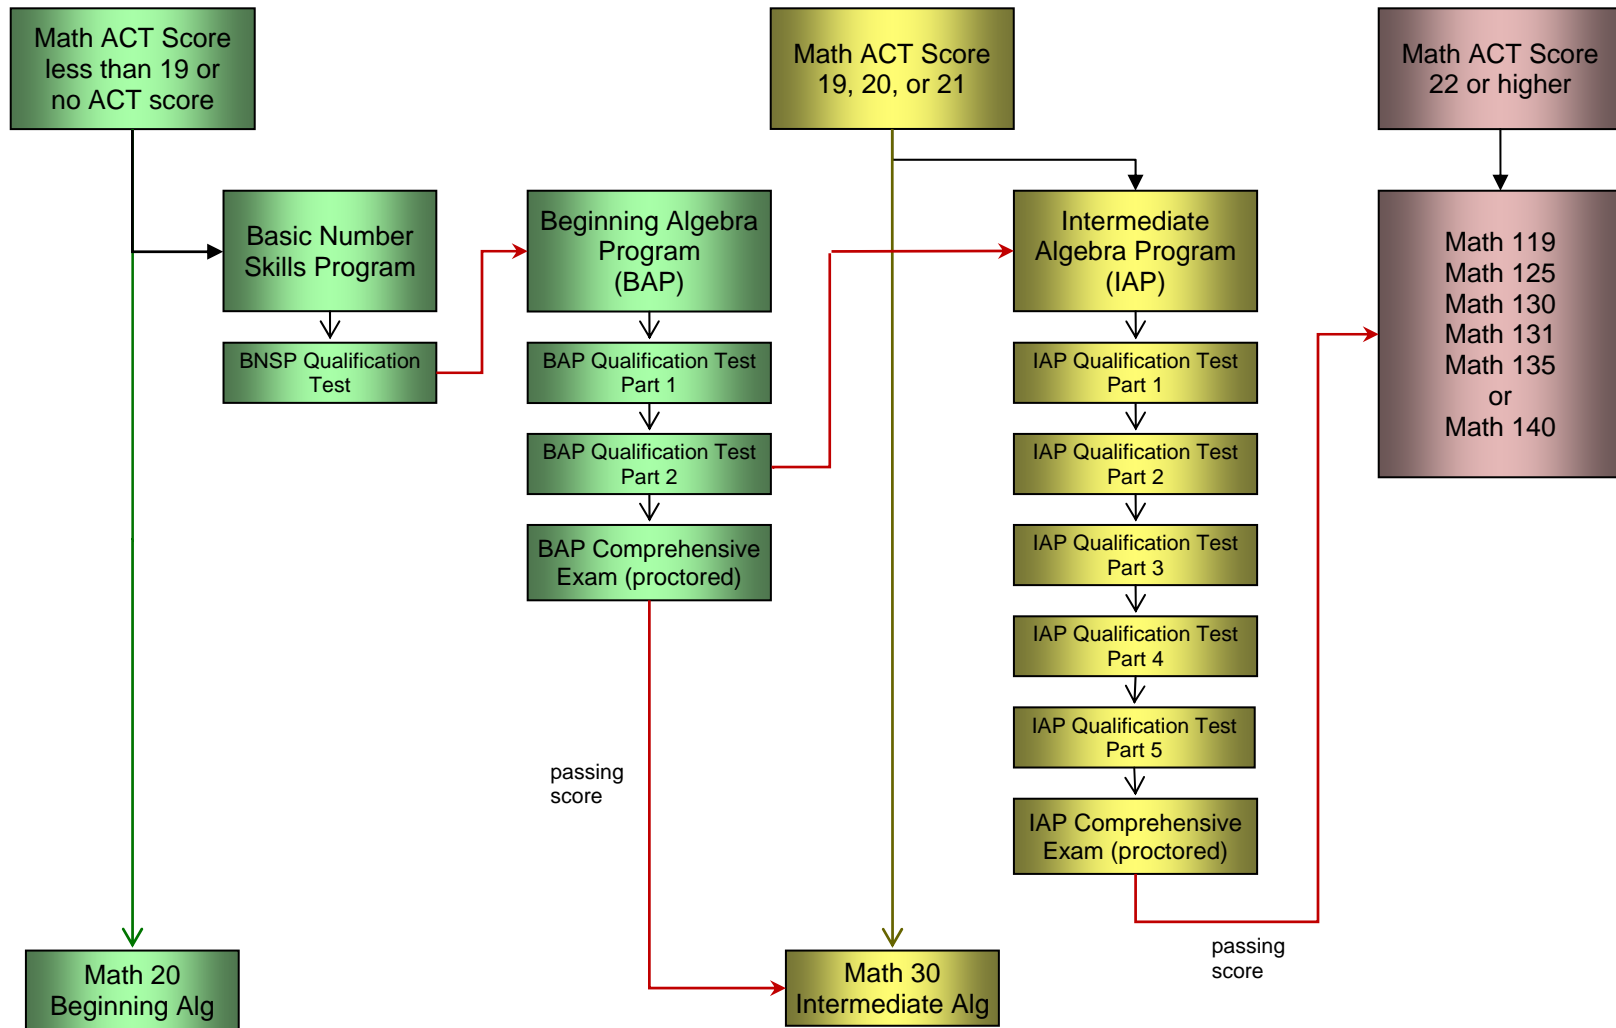 Math ACT Score
less than 19 or
no ACT score
Math ACT Score
19, 20, or 21
Math ACT Score
22 or higher
Basic Number
Skills Program
BNSP Qualification
Test
Beginning Algebra
Program
(BAP)
BAP Qualification Test
Part 1
BAP Qualification Test
Part 2
BAP Comprehensive
Exam (proctored)
passing
score
Intermediate
Algebra Program
(IAP)
IAP Qualification Test
Part 1
IAP Qualification Test
Part 2
IAP Qualification Test
Part 3
IAP Qualification Test
Part 4
IAP Qualification Test
Part 5
IAP Comprehensive
Exam (proctored)
passing
score
Math 119
Math 125
Math 130
Math 131
Math 135
or
Math 140
Math 20
Beginning Alg
Math 30
Intermediate Alg